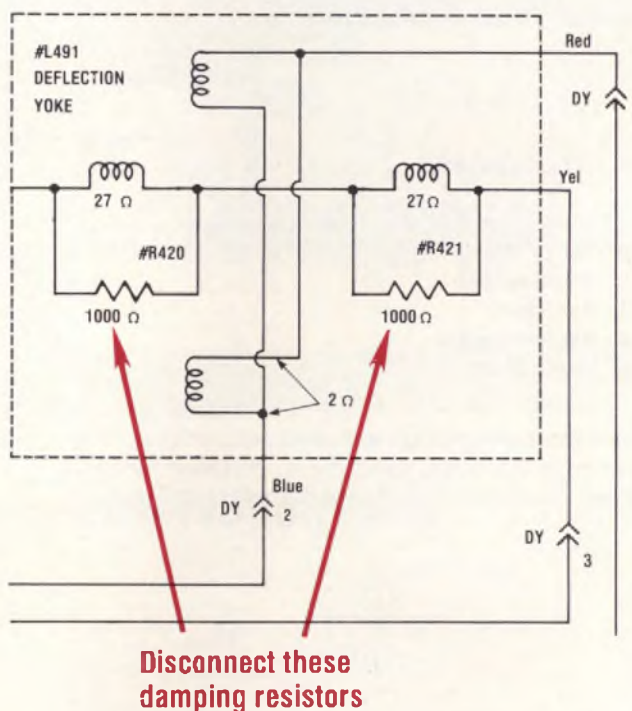 #L491
DEFLECTION
YOKE
Red
DY
Yel
27 Ω
27 Ω
#R420
#R421
1000 Ω
1000 Ω
2 Ω
Blue
DY
2
DY
3
Disconnect these
damping resistors